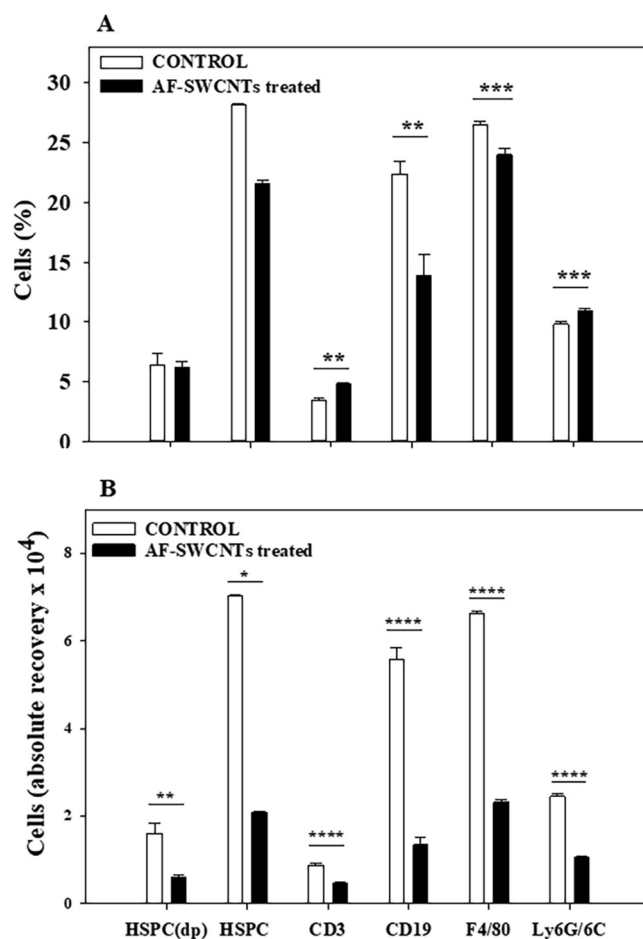 A
CONTROL
AF-SWCNTs treated
Cells (%)
30
25
20
15
10
5
0
**
**
***
***
B
CONTROL
AF-SWCNTs treated
Cells (absolute recovery x 10⁴)
8
6
4
2
0
**
*
****
****
****
****
HSPC(dp) HSPC CD3 CD19 F4/80 Ly6G/6C